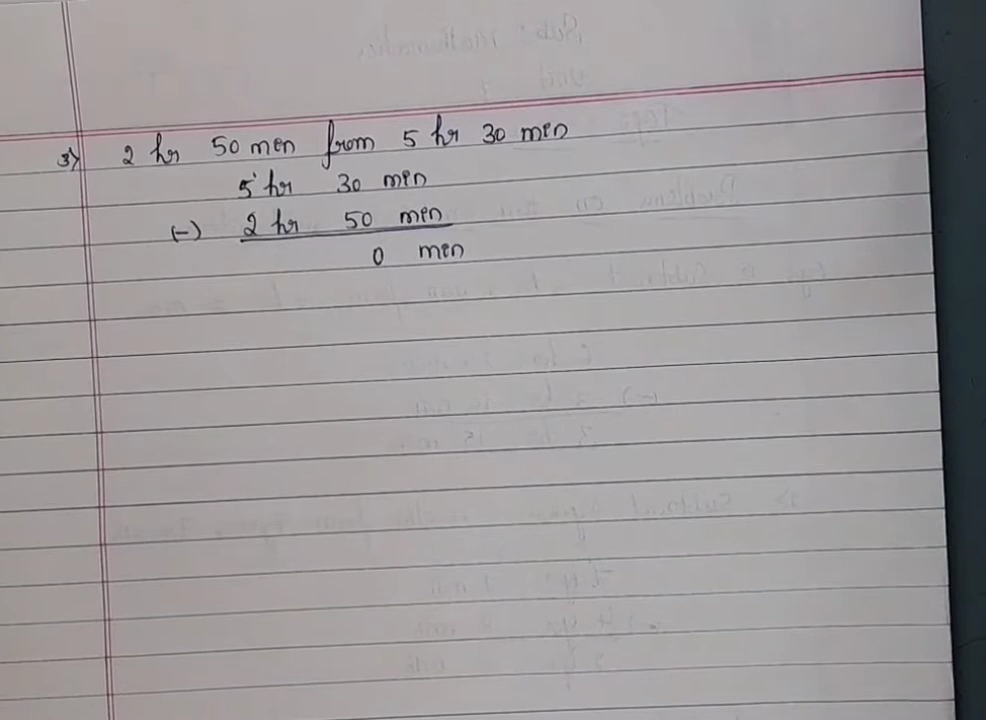 3) 2 hr 50 min from 5 hr 30 min
5 hr 30 min
(-) 2 hr 50 min
0 min